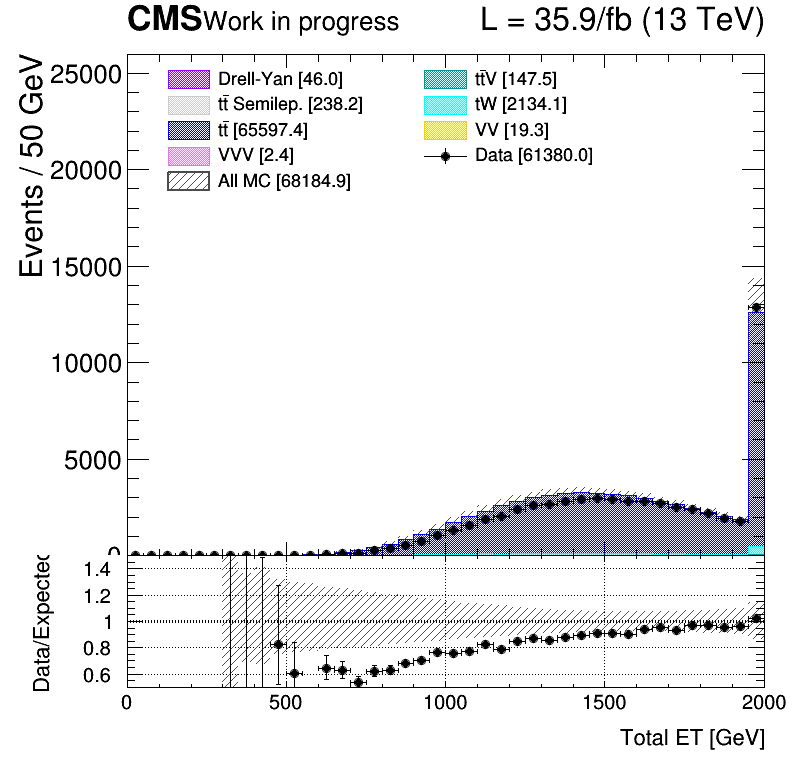 CMS Work in progress L = 35.9/fb (13 TeV)
Events / 50 GeV
25000
20000
15000
10000
5000
0
Drell-Yan [46.0]
tt̄ Semilep. [238.2]
tt̄ [65597.4]
VVV [2.4]
All MC [68184.9]
tt̄V [147.5]
tW [2134.1]
VV [19.3]
Data [61380.0]
Data/Expected
1.4
1.2
1
0.8
0.6
0 500 1000 1500 2000
Total ET [GeV]